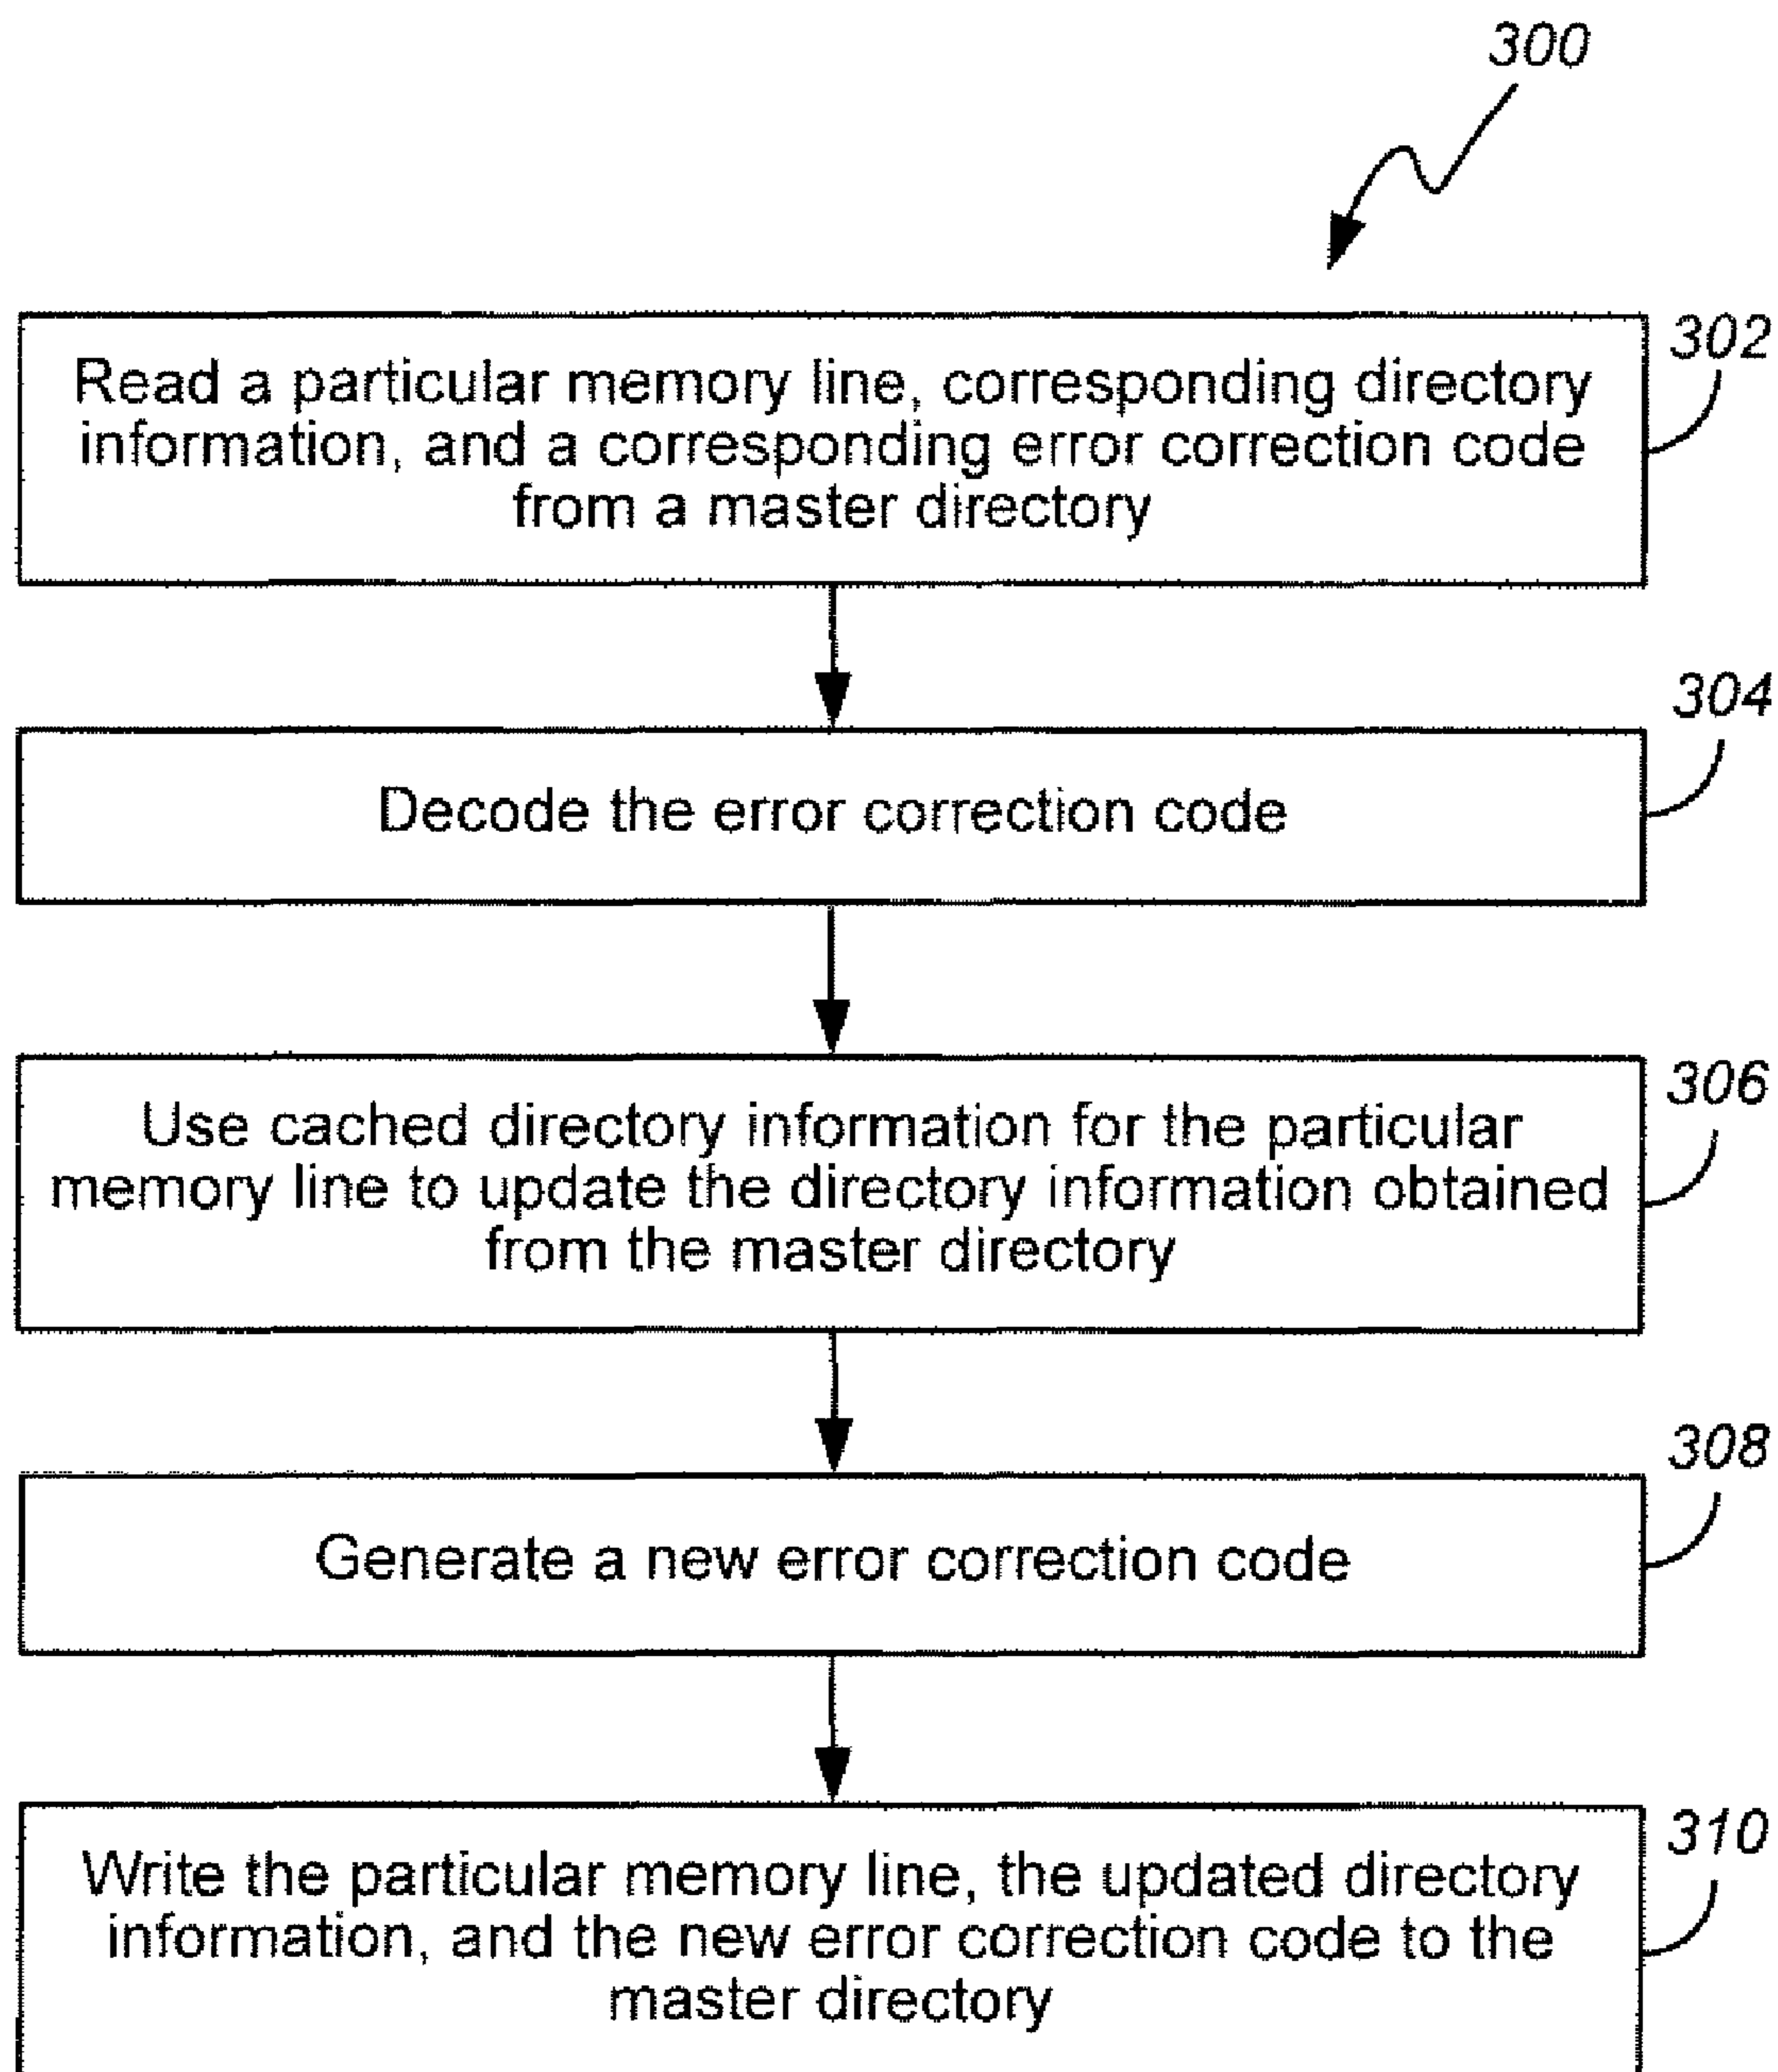 300
302
Read a particular memory line, corresponding directory
information, and a corresponding error correction code
from a master directory
304
Decode the error correction code
306
Use cached directory information for the particular
memory line to update the directory information obtained
from the master directory
308
Generate a new error correction code
310
Write the particular memory line, the updated directory
information, and the new error correction code to the
master directory